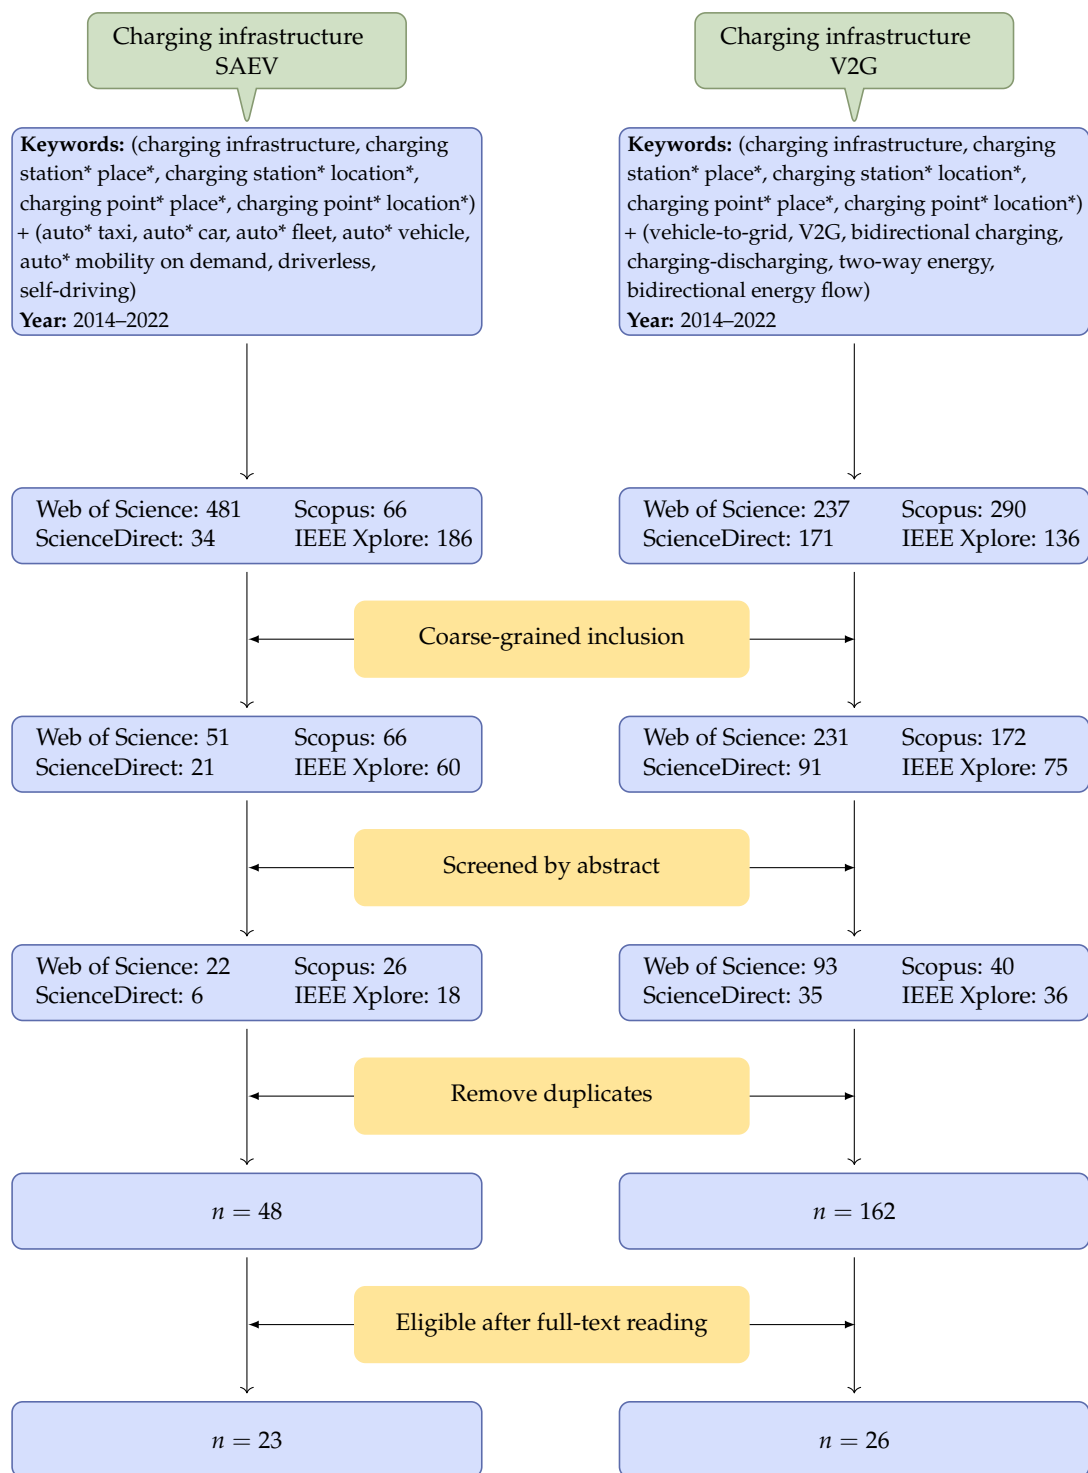 Charging infrastructure
SAEV
Charging infrastructure
V2G
Keywords: (charging infrastructure, charging
station* place*, charging station* location*,
charging point* place*, charging point* location*)
+ (auto* taxi, auto* car, auto* fleet, auto* vehicle,
auto* mobility on demand, driverless,
self-driving)
Year: 2014–2022
Keywords: (charging infrastructure, charging
station* place*, charging station* location*,
charging point* place*, charging point* location*)
+ (vehicle-to-grid, V2G, bidirectional charging,
charging-discharging, two-way energy,
bidirectional energy flow)
Year: 2014–2022
Web of Science: 481 Scopus: 66
ScienceDirect: 34 IEEE Xplore: 186
Web of Science: 237 Scopus: 290
ScienceDirect: 171 IEEE Xplore: 136
Coarse-grained inclusion
Web of Science: 51 Scopus: 66
ScienceDirect: 21 IEEE Xplore: 60
Web of Science: 231 Scopus: 172
ScienceDirect: 91 IEEE Xplore: 75
Screened by abstract
Web of Science: 22 Scopus: 26
ScienceDirect: 6 IEEE Xplore: 18
Web of Science: 93 Scopus: 40
ScienceDirect: 35 IEEE Xplore: 36
Remove duplicates
n = 48
n = 162
Eligible after full-text reading
n = 23
n = 26